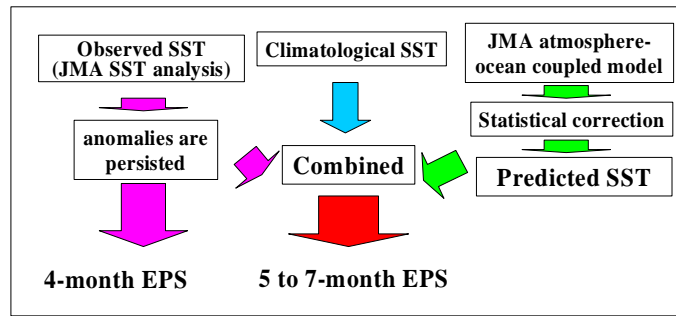 Observed SST
(JMA SST analysis)
anomalies are
persisted
4-month EPS
Climatological SST
Combined
5 to 7-month EPS
JMA atmosphere-
ocean coupled model
Statistical correction
Predicted SST